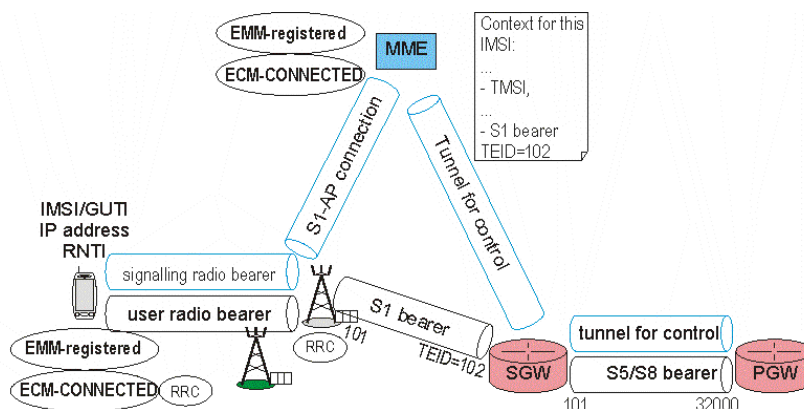 EMM-registered
ECM-CONNECTED
MME
Context for this
IMSI:
...
- TMSI,
...
- S1 bearer
TEID=102
S1-AP connection
Tunnel for control
IMSI/GUTI
IP address
RNTI
signalling radio bearer
user radio bearer
101
S1 bearer
TEID=102
RRC
EMM-registered
ECM-CONNECTED
RRC
SGW
tunnel for control
S5/S8 bearer
PGW
101
32000